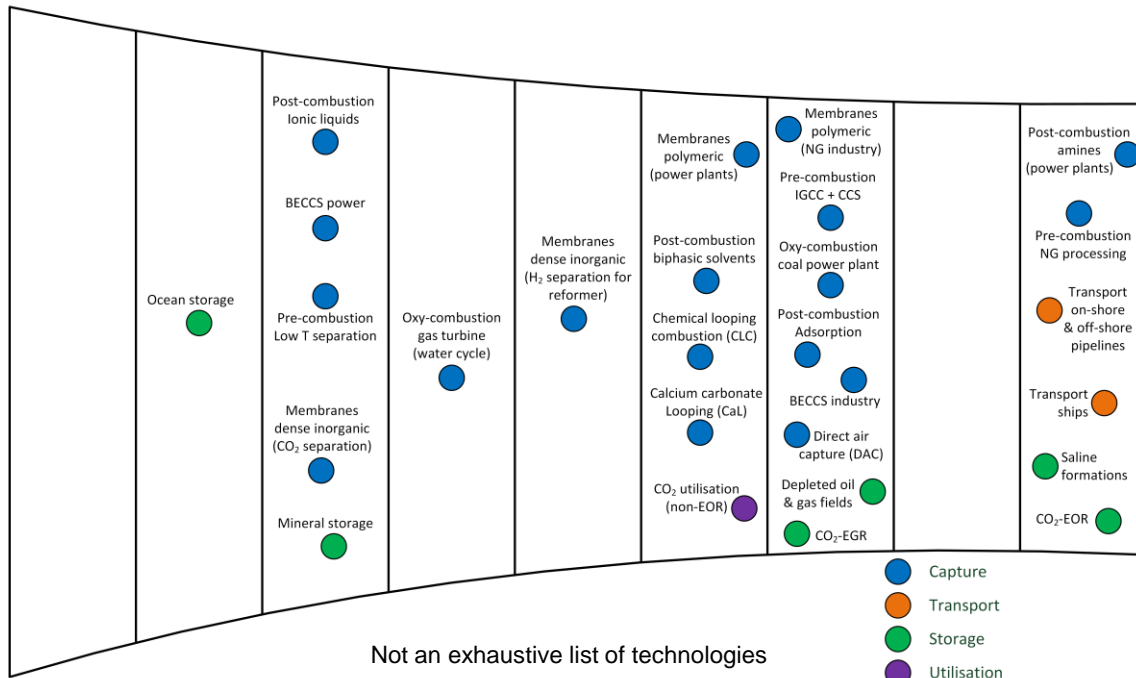 Ocean storage
Post-combustion
Ionic liquids
BECCS power
Pre-combustion
Low T separation
Membranes
dense inorganic
(CO₂ separation)
Mineral storage
Oxy-combustion
gas turbine
(water cycle)
Membranes
dense inorganic
(H₂ separation for
reformer)
Membranes
polymeric
(power plants)
Post-combustion
biphasic solvents
Chemical looping
combustion (CLC)
Calcium carbonate
Looping (CaL)
CO₂ utilisation
(non-EOR)
Membranes
polymeric
(NG industry)
Pre-combustion
IGCC + CCS
Oxy-combustion
coal power plant
Post-combustion
Adsorption
BECCS industry
Direct air
capture (DAC)
Depleted oil
& gas fields
CO₂-EGR
Post-combustion
amines
(power plants)
Pre-combustion
NG processing
Transport
on-shore
& off-shore
pipelines
Transport
ships
Saline
formations
CO₂-EOR
Capture
Transport
Storage
Utilisation
Not an exhaustive list of technologies